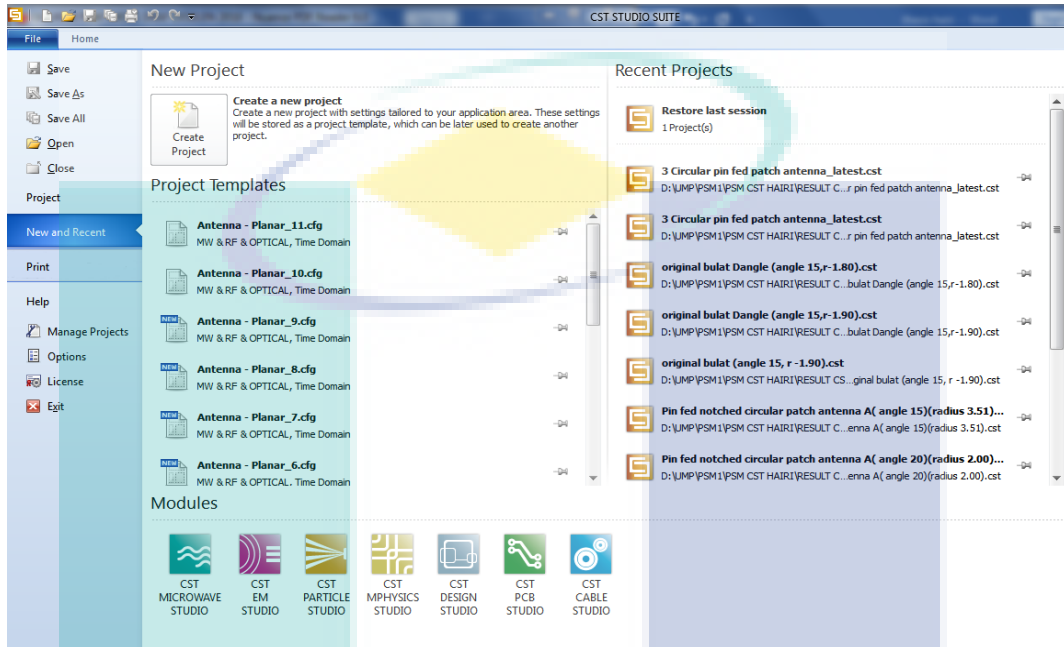 CST STUDIO SUITE
File
Home
Save
Save As
Save All
Open
Close
Project
New and Recent
Print
Help
Manage Projects
Options
License
Exit
New Project
Create Project
Create a new project
Create a new project with settings tailored to your application area. These settings
will be stored as a project template, which can be later used to create another
project.
Project Templates
Antenna - Planar_11.cfg
MW & RF & OPTICAL, Time Domain
Antenna - Planar_10.cfg
MW & RF & OPTICAL, Time Domain
NEW
Antenna - Planar_9.cfg
MW & RF & OPTICAL, Time Domain
NEW
Antenna - Planar_8.cfg
MW & RF & OPTICAL, Time Domain
NEW
Antenna - Planar_7.cfg
MW & RF & OPTICAL, Time Domain
NEW
Antenna - Planar_6.cfg
MW & RF & OPTICAL, Time Domain
Recent Projects
Restore last session
1 Project(s)
3 Circular pin fed patch antenna_latest.cst
D:\UMP\PSM1\PSM CST HAIRI\RESULT C...r pin fed patch antenna_latest.cst
3 Circular pin fed patch antenna_latest.cst
D:\UMP\PSM1\PSM CST HAIRI\RESULT C...r pin fed patch antenna_latest.cst
original bulat Dangle (angle 15,r-1.80).cst
D:\UMP\PSM1\PSM CST HAIRI\RESULT C...bulat Dangle (angle 15,r-1.80).cst
original bulat Dangle (angle 15,r-1.90).cst
D:\UMP\PSM1\PSM CST HAIRI\RESULT C...bulat Dangle (angle 15,r-1.90).cst
original bulat (angle 15, r -1.90).cst
D:\UMP\PSM1\PSM CST HAIRI\RESULT CS...ginal bulat (angle 15, r -1.90).cst
Pin fed notched circular patch antenna A( angle 15)(radius 3.51)...
D:\UMP\PSM1\PSM CST HAIRI\RESULT C...enna A( angle 15)(radius 3.51).cst
Pin fed notched circular patch antenna A( angle 20)(radius 2.00)...
D:\UMP\PSM1\PSM CST HAIRI\RESULT C...enna A( angle 20)(radius 2.00).cst
Modules
CST
MICROWAVE
STUDIO
CST
EM
STUDIO
CST
PARTICLE
STUDIO
CST
MPHYSICS
STUDIO
CST
DESIGN
STUDIO
CST
PCB
STUDIO
CST
CABLE
STUDIO